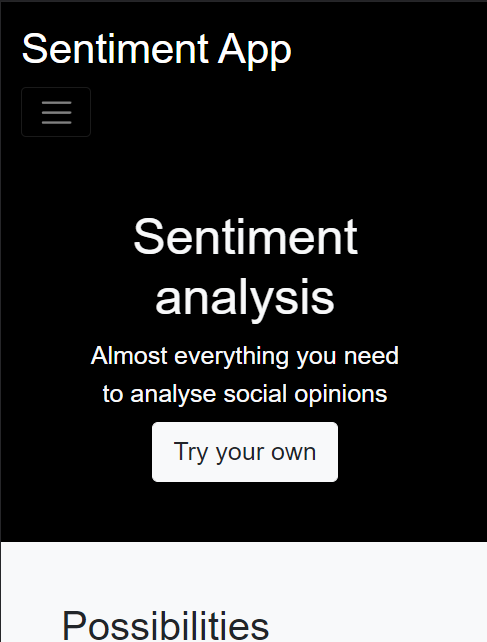 Sentiment App
Sentiment
analysis
Almost everything you need
to analyse social opinions
Try your own
Possibilities